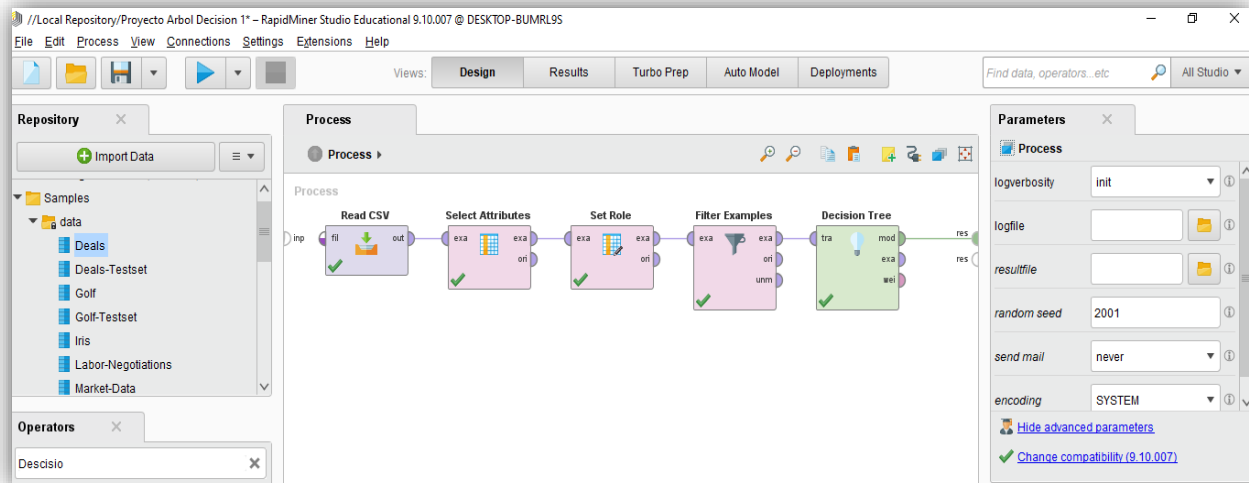 //Local Repository/Proyecto Arbol Decision 1* – RapidMiner Studio Educational 9.10.007 @ DESKTOP-BUMRL9S
File Edit Process View Connections Settings Extensions Help
Views: Design Results Turbo Prep Auto Model Deployments
Find data, operators...etc
All Studio
Repository
Import Data
Samples
data
Deals
Deals-Testset
Golf
Golf-Testset
Iris
Labor-Negotiations
Market-Data
Operators
Descisio
Process
Process
Process
Read CSV Select Attributes Set Role Filter Examples Decision Tree
inp fil out exa exa exa exa exa exa tra mod res
ori ori ori exa res
unm wei
Parameters
Process
logverbosity init
logfile
resultfile
random seed 2001
send mail never
encoding SYSTEM
Hide advanced parameters
Change compatibility (9.10.007)